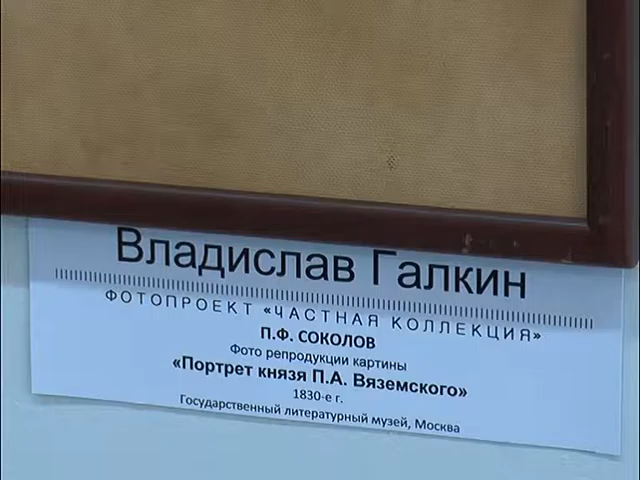 Владислав Галкин
ФОТОПРОЕКТ «ЧАСТНАЯ КОЛЛЕКЦИЯ»
П.Ф. СОКОЛОВ
Фото репродукции картины
«Портрет князя П.А. Вяземского»
1830-е г.
Государственный литературный музей, Москва